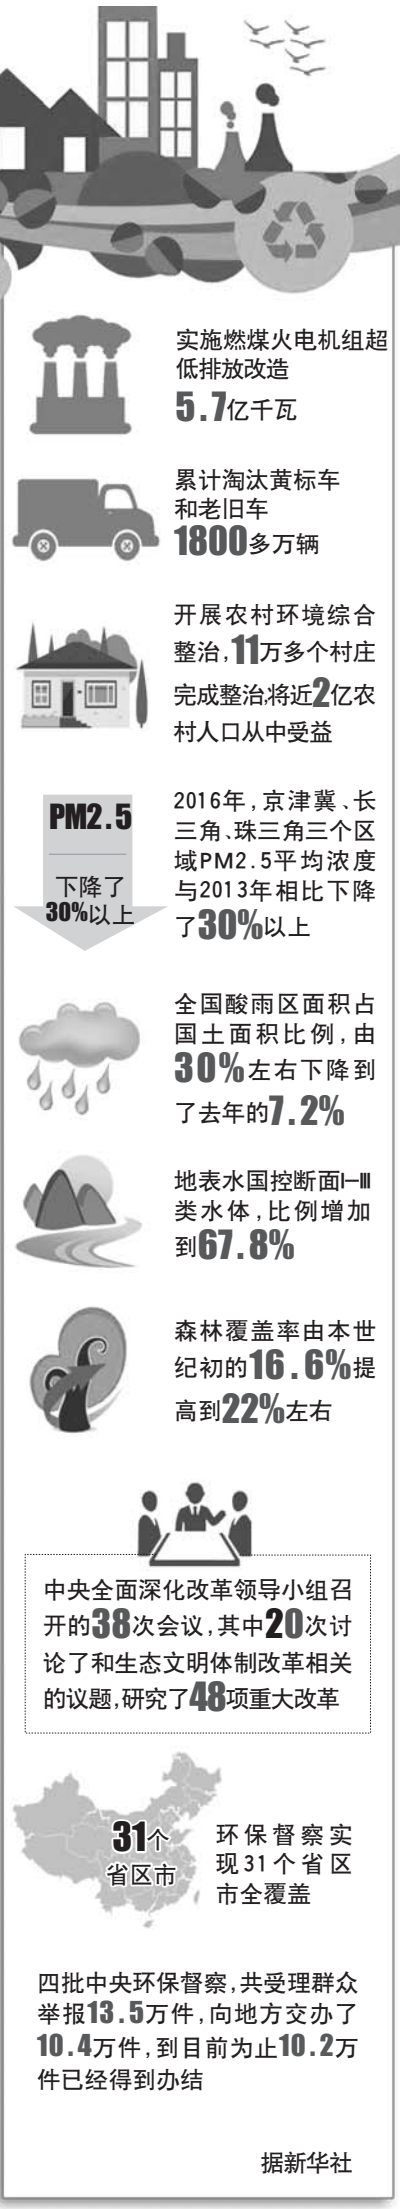 实施燃煤火电机组超
低排放改造
5.7亿千瓦
累计淘汰黄标车
和老旧车
1800多万辆
开展农村环境综合
整治,11万多个村庄
完成整治,将近2亿农
村人口从中受益
PM2.5
下降了
30%以上
2016年,京津冀、长
三角、珠三角三个区
域PM2.5平均浓度
与2013年相比下降
了30%以上
全国酸雨区面积占
国土面积比例,由
30%左右下降到
了去年的7.2%
地表水国控断面Ⅰ-Ⅲ
类水体,比例增加
到67.8%
森林覆盖率由本世
纪初的16.6%提
高到22%左右
中央全面深化改革领导小组召
开的38次会议,其中20次讨
论了和生态文明体制改革相关
的议题,研究了48项重大改革
31个
省区市
环保督察实
现31个省区
市全覆盖
四批中央环保督察,共受理群众
举报13.5万件,向地方交办了
10.4万件,到目前为止10.2万
件已经得到办结
据新华社